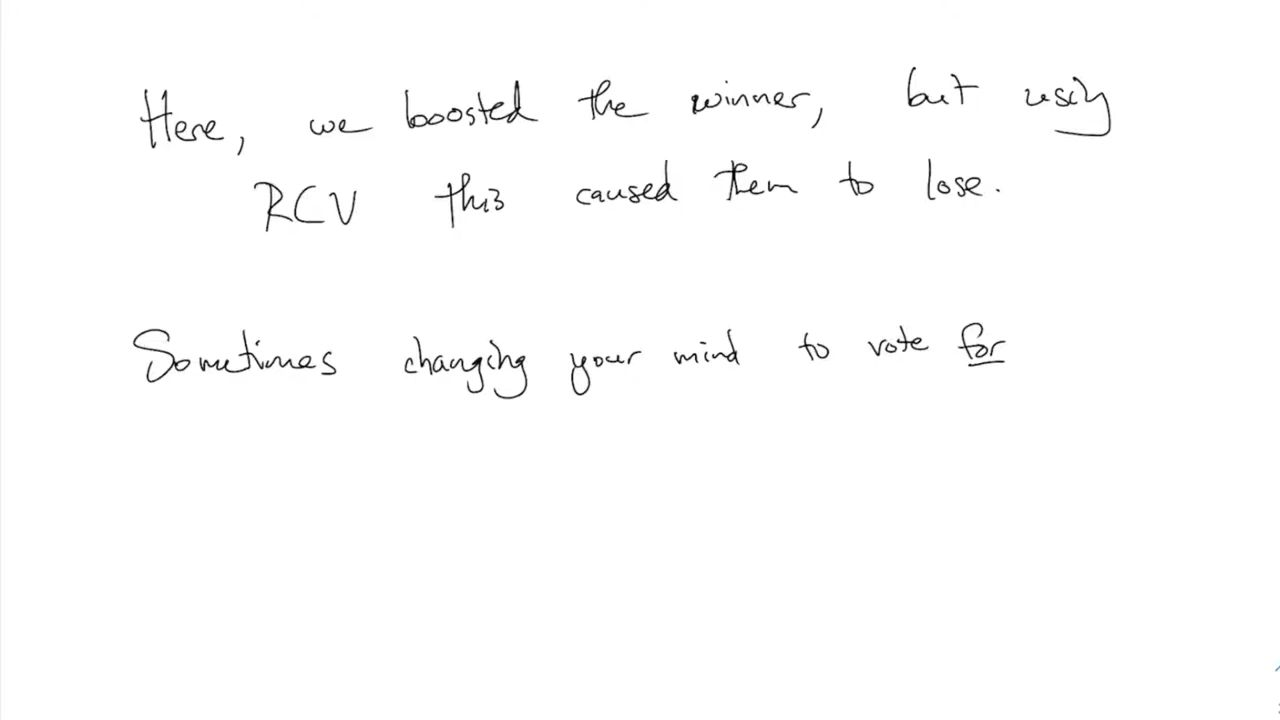 Here, we boosted the winner, but using
RCV this caused them to lose.
Sometimes changing your mind to vote for